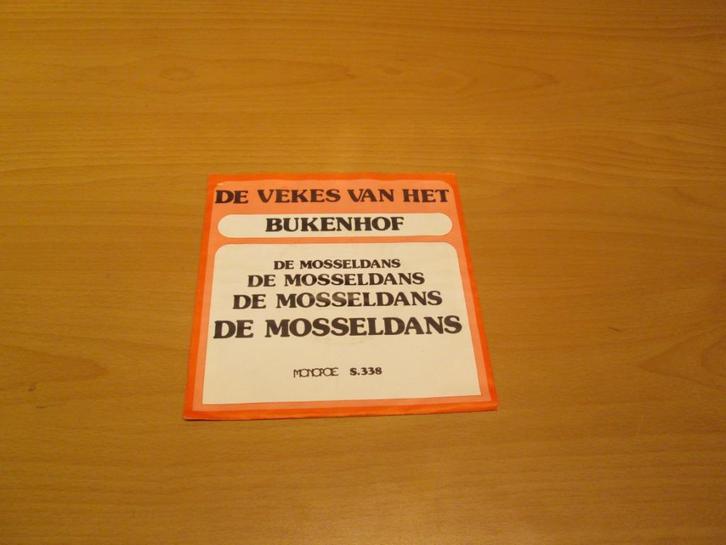 DE VEKES VAN HET
BUKENHOF
DE MOSSELDANS
DE MOSSELDANS
DE MOSSELDANS
DE MOSSELDANS
MONOPOLE S.338